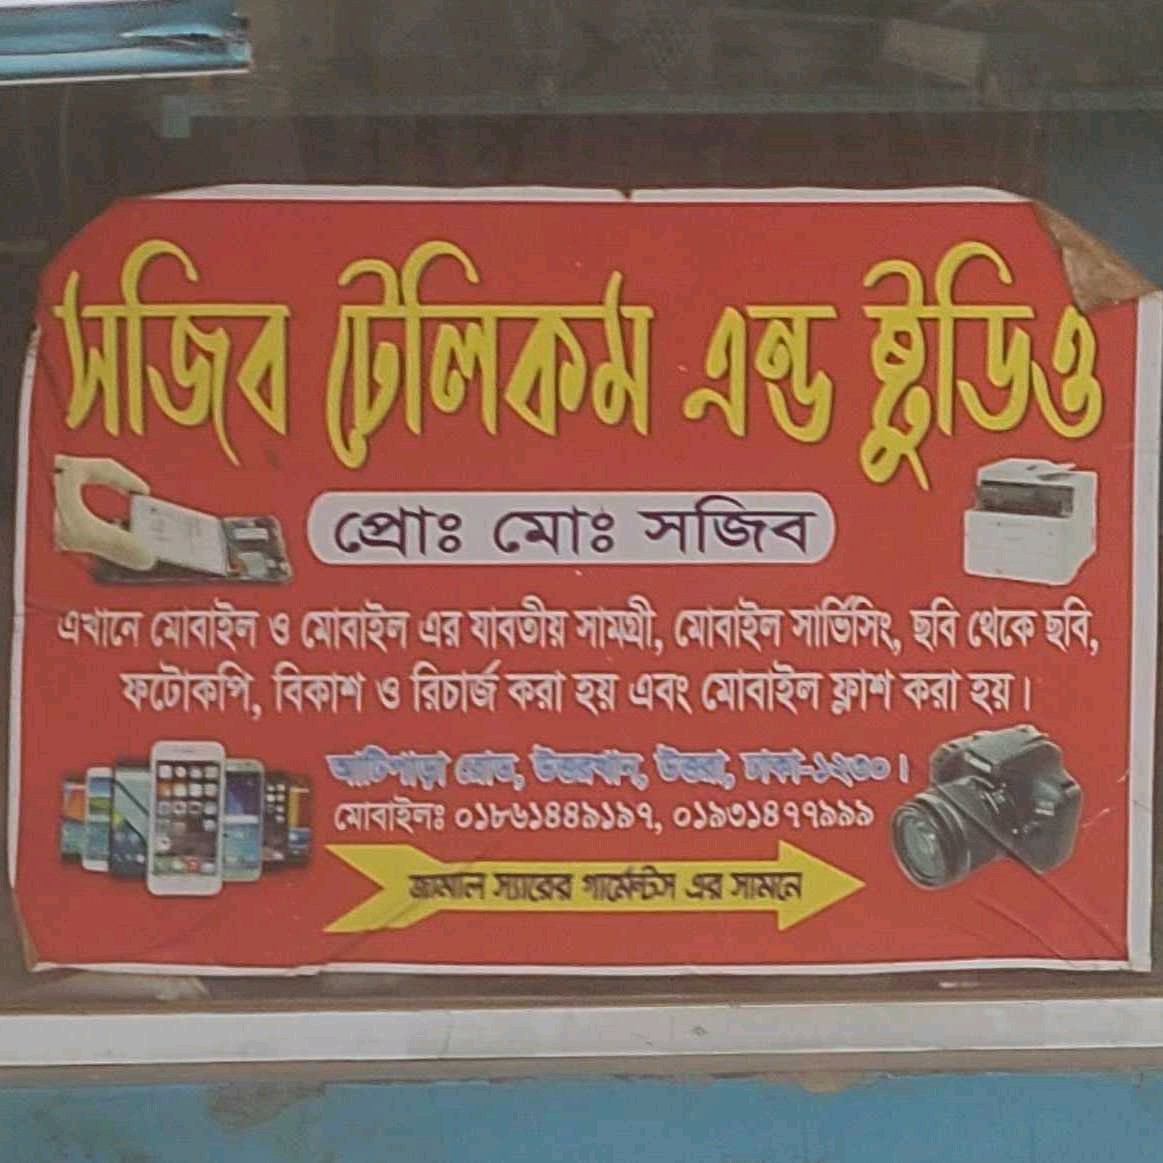 সজিব টেলিকম এন্ড ষ্টুডিও
প্রোঃ মোঃ সজিব
এখানে মোবাইল ও মোবাইল এর যাবতীয় সামগ্রী, মোবাইল সার্ভিসিং, ছবি থেকে ছবি,
ফটোকপি, বিকাশ ও রিচার্জ করা হয় এবং মোবাইল ফ্লাশ করা হয়।
আটিপাড়া রোড, উত্তরখান, উত্তরা, ঢাকা-১২৩০।
মোবাইলঃ ০১৮৬১৪৪৯১৯৭, ০১৯৩১৪৭৭৯৯৯
জামাল স্যারের গার্মেন্টস এর সামনে